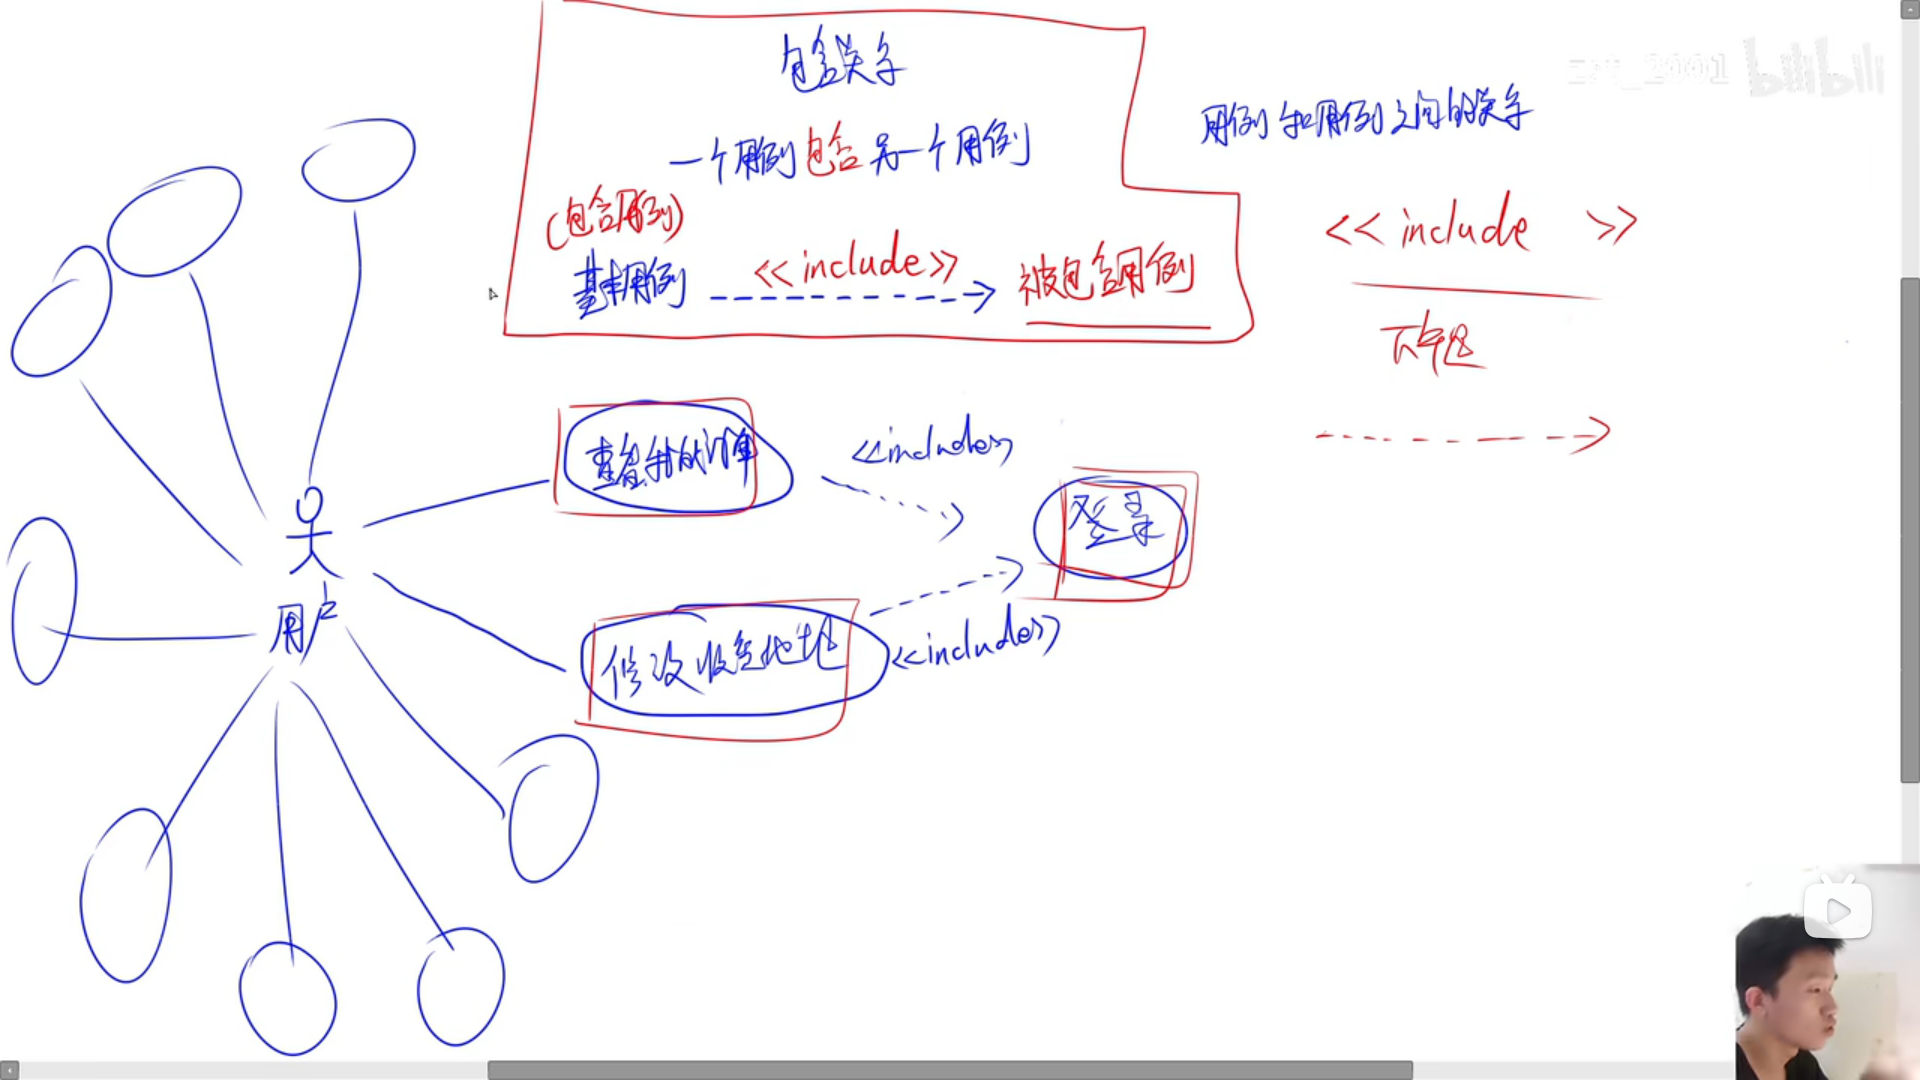 包含关系
一个用例包含另一个用例
(包含用例)
基本用例 <<include>> 被包含用例
用例和用例之间的关系
<<include >>
查看我的订单
<<include>>
登录
修改收货地址
<<include>>
用户
bilibili